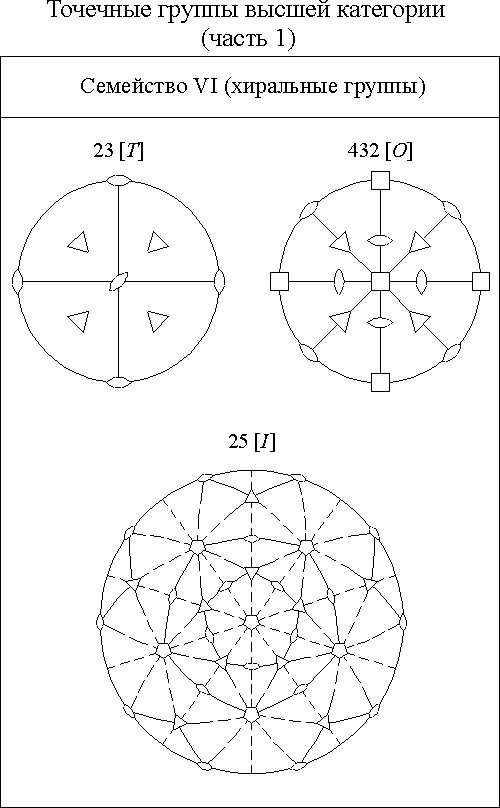 Точечные группы высшей категории
(часть 1)
Семейство VI (хиральные группы)
23 [T]
432 [O]
25 [I]